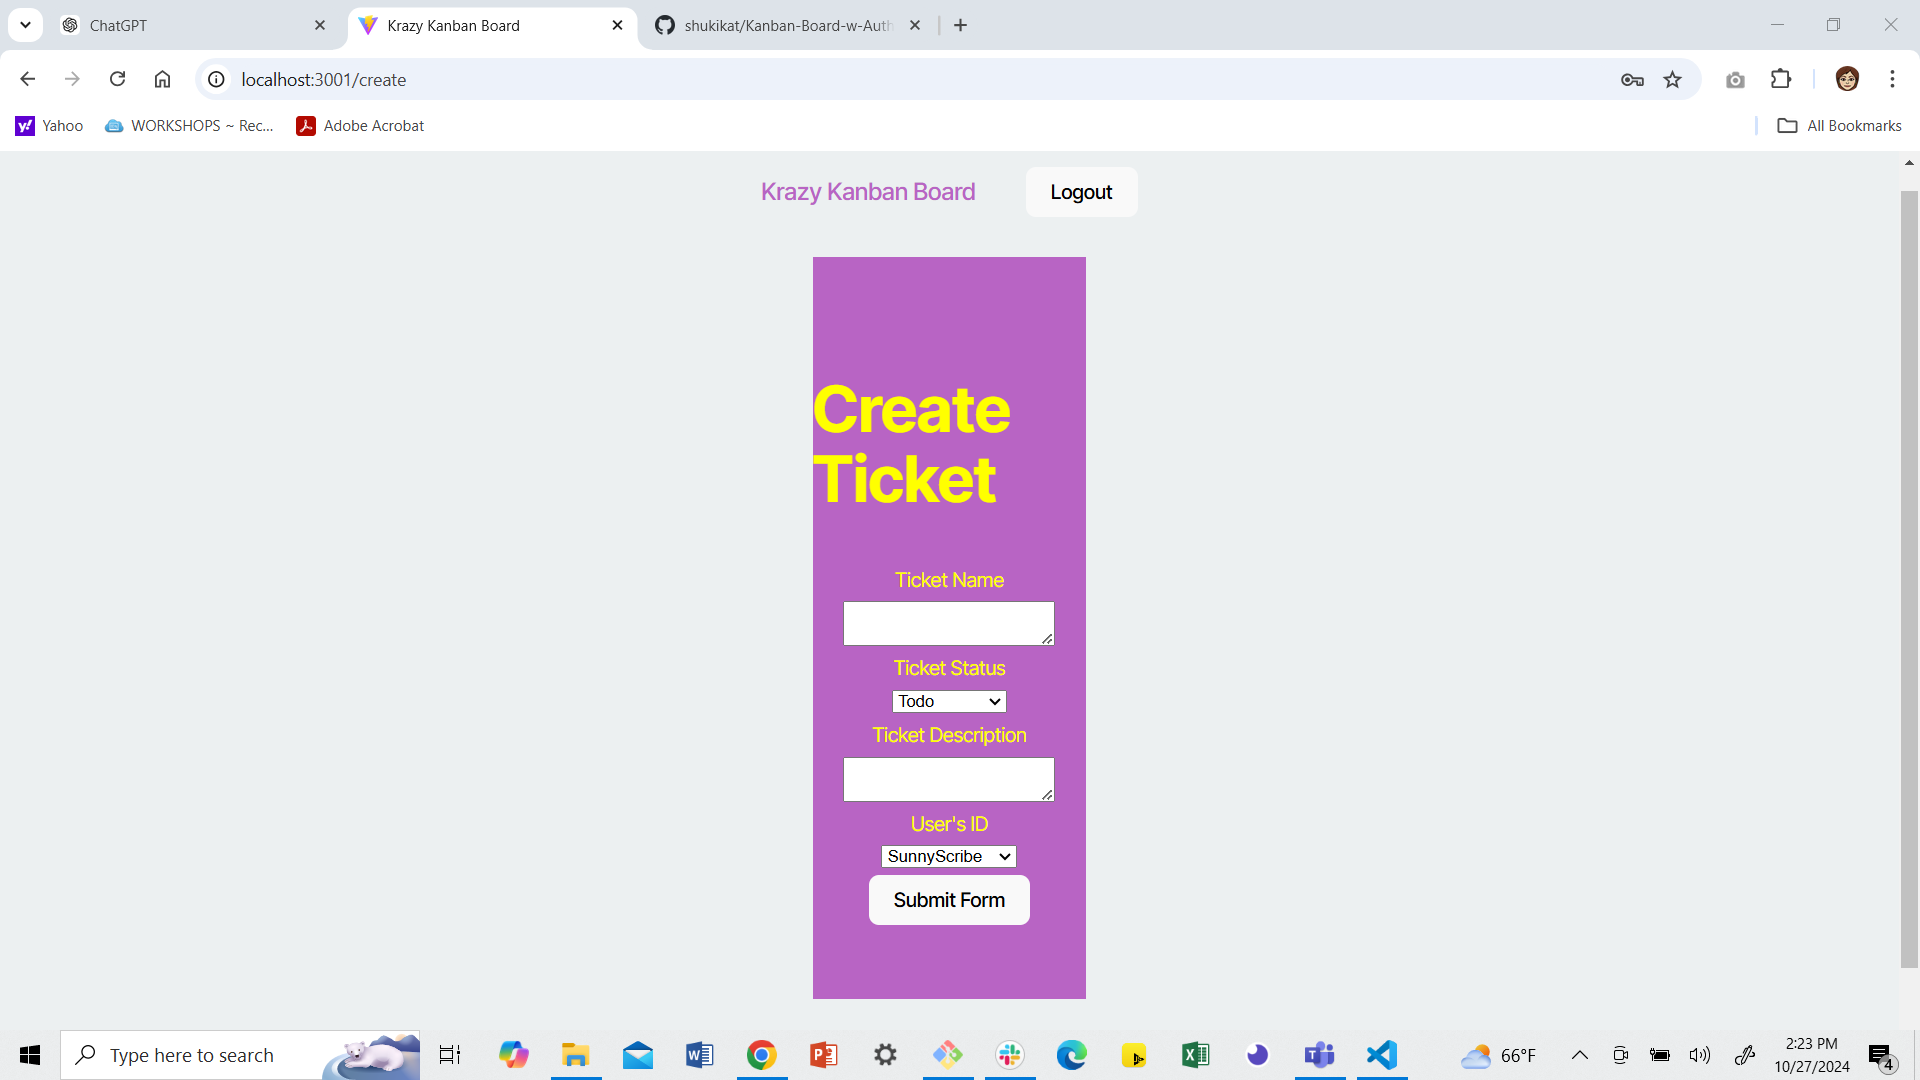 ChatGPT
Krazy Kanban Board
shukikat/Kanban-Board-w-Auth
localhost:3001/create
Yahoo
WORKSHOPS ~ Rec...
Adobe Acrobat
All Bookmarks
Krazy Kanban Board
Logout
Create
Ticket
Ticket Name
Ticket Status
Todo
Ticket Description
User's ID
SunnyScribe
Submit Form
Type here to search
66°F
2:23 PM
10/27/2024
4